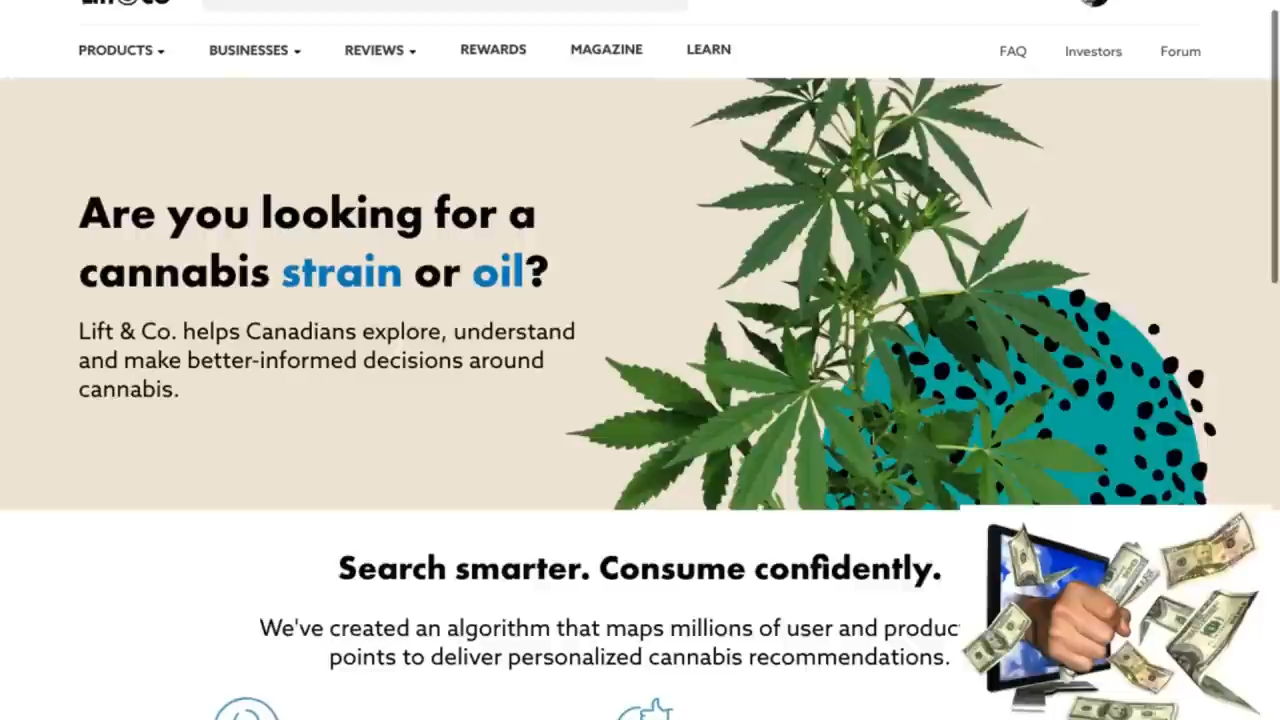 PRODUCTS
BUSINESSES
REVIEWS
REWARDS
MAGAZINE
LEARN
FAQ
Investors
Forum
Are you looking for a
cannabis strain or oil?
Lift & Co. helps Canadians explore, understand
and make better-informed decisions around
cannabis.
Search smarter. Consume confidently.
We've created an algorithm that maps millions of user and produc
points to deliver personalized cannabis recommendations.